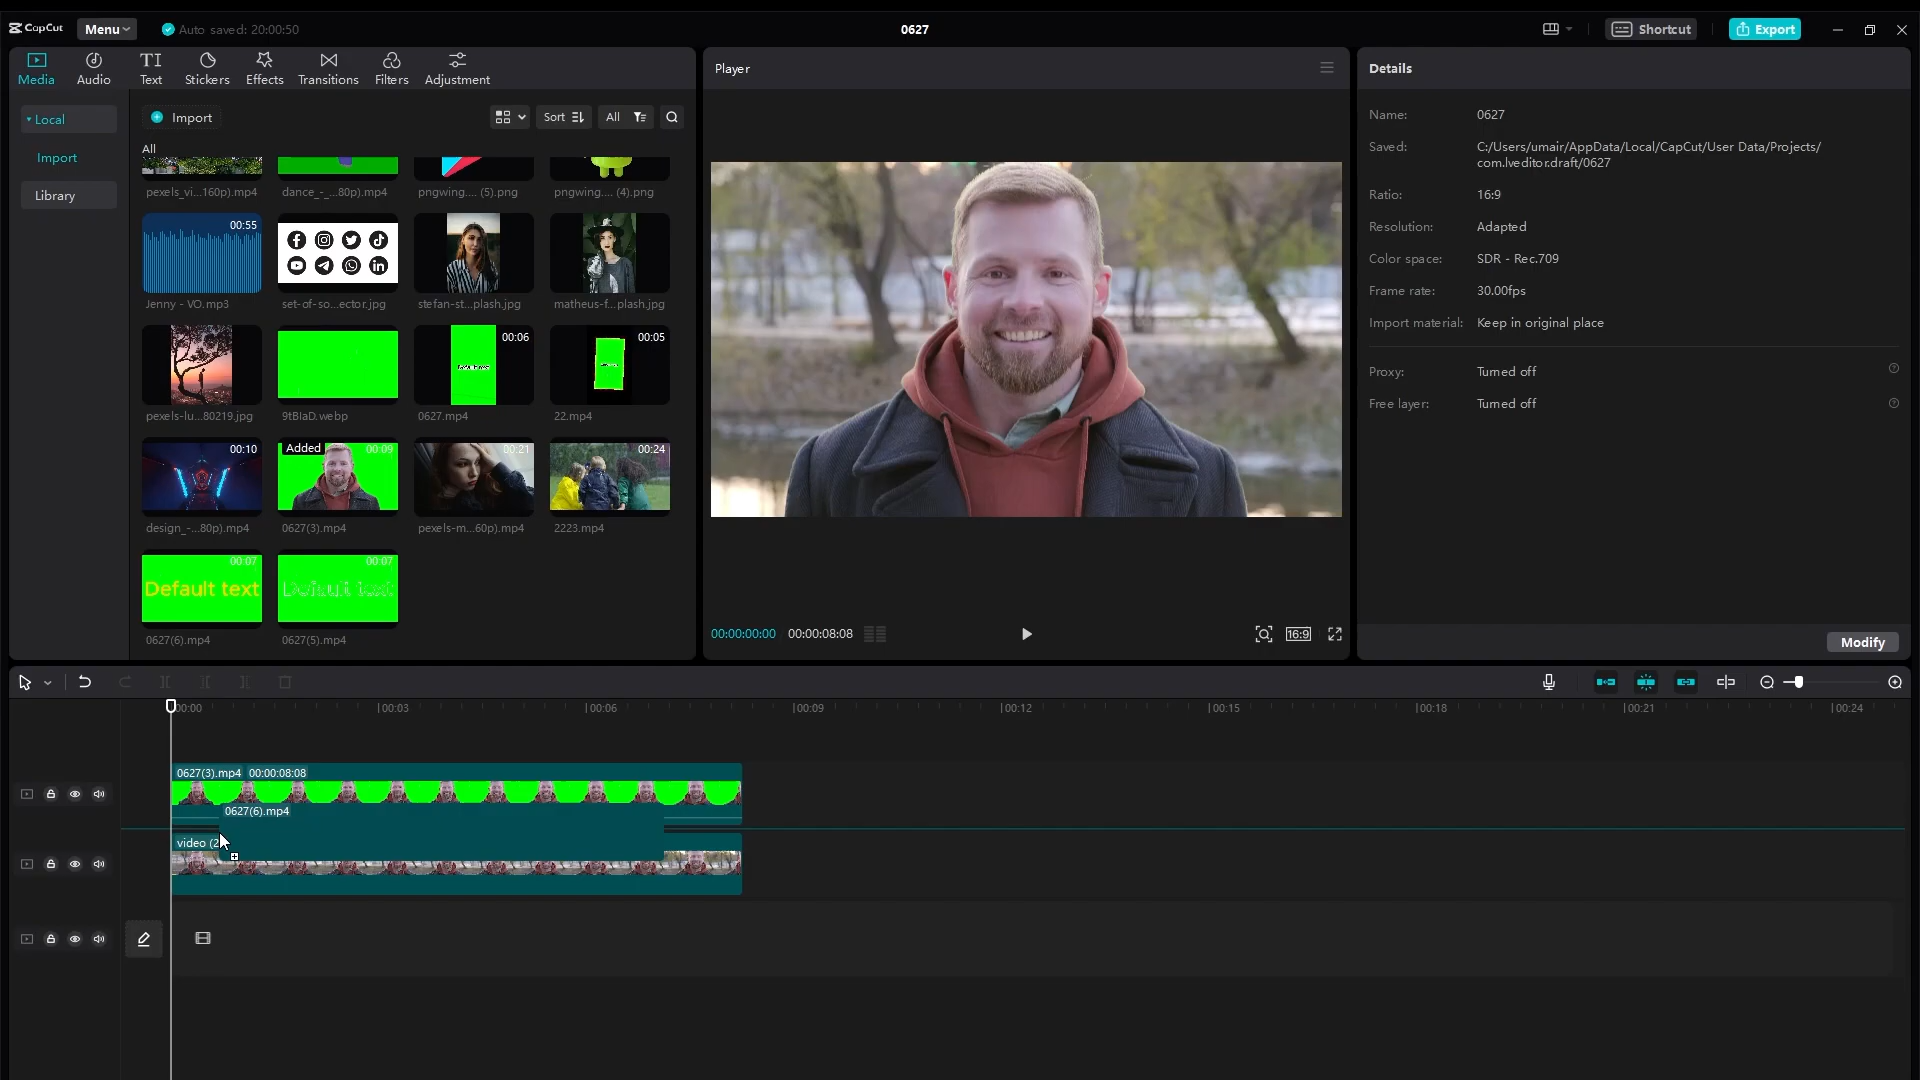 CapCut
Menu
Auto saved: 20:00:50
0627
Shortcut
Export
Media
Audio
Text
Stickers
Effects
Transitions
Filters
Adjustment
Local
Import
Library
Import
Sort
All
All
pexels_vi...160p).mp4
dance_-_...80p).mp4
pngwing.... (5).png
pngwing.... (4).png
00:55
Jenny - VO.mp3
set-of-so...ector.jpg
stefan-st...plash.jpg
matheus-f...plash.jpg
00:06
00:05
Default text
pexels-lu...80219.jpg
9tBlaD.webp
0627.mp4
22.mp4
00:10
Added
00:09
00:21
00:24
design_-...80p).mp4
0627(3).mp4
pexels-m...60p).mp4
2223.mp4
00:07
00:07
Default text
Default text
0627(6).mp4
0627(5).mp4
Player
00:00:00:00
00:00:08:08
16:9
Details
Name:
0627
Saved:
C:/Users/umair/AppData/Local/CapCut/User Data/Projects/
com.lveditor.draft/0627
Ratio:
16:9
Resolution:
Adapted
Color space:
SDR - Rec.709
Frame rate:
30.00fps
Import material:
Keep in original place
Proxy:
Turned off
Free layer:
Turned off
Modify
00:00
00:03
00:06
00:09
00:12
00:15
00:18
00:21
00:24
0627(3).mp4 00:00:08:08
0627(6).mp4
video (2